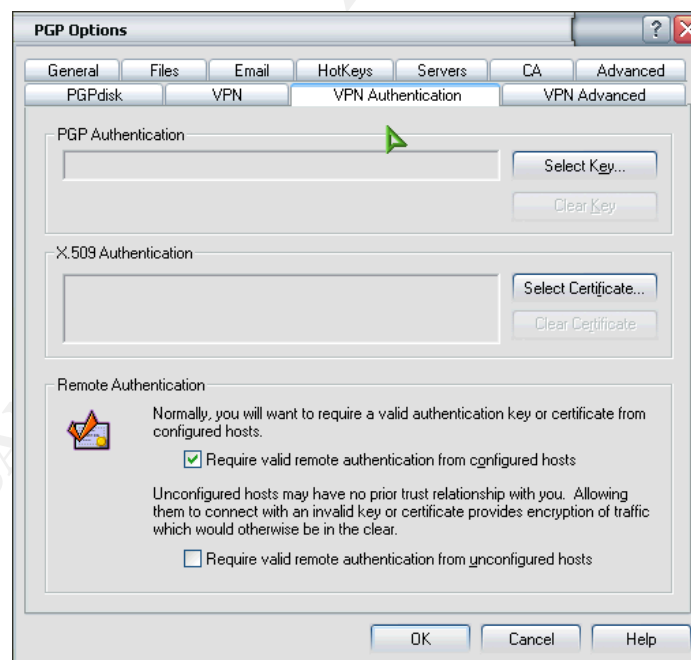 PGP Options
General Files Email HotKeys Servers CA Advanced
PGPdisk VPN VPN Authentication VPN Advanced
PGP Authentication
Select Key...
Clear Key
X.509 Authentication
Select Certificate...
Clear Certificate
Remote Authentication
Normally, you will want to require a valid authentication key or certificate from
configured hosts.
Require valid remote authentication from configured hosts
Unconfigured hosts may have no prior trust relationship with you. Allowing
them to connect with an invalid key or certificate provides encryption of traffic
which would otherwise be in the clear.
Require valid remote authentication from unconfigured hosts
OK Cancel Help